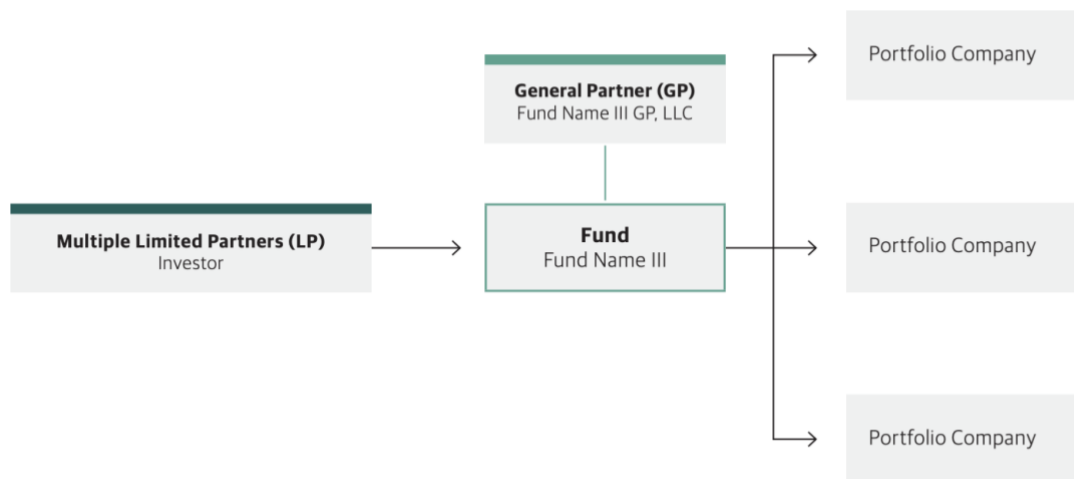 Portfolio Company
General Partner (GP)
Fund Name III GP, LLC
Multiple Limited Partners (LP)
Investor
Fund
Fund Name III
Portfolio Company
Portfolio Company